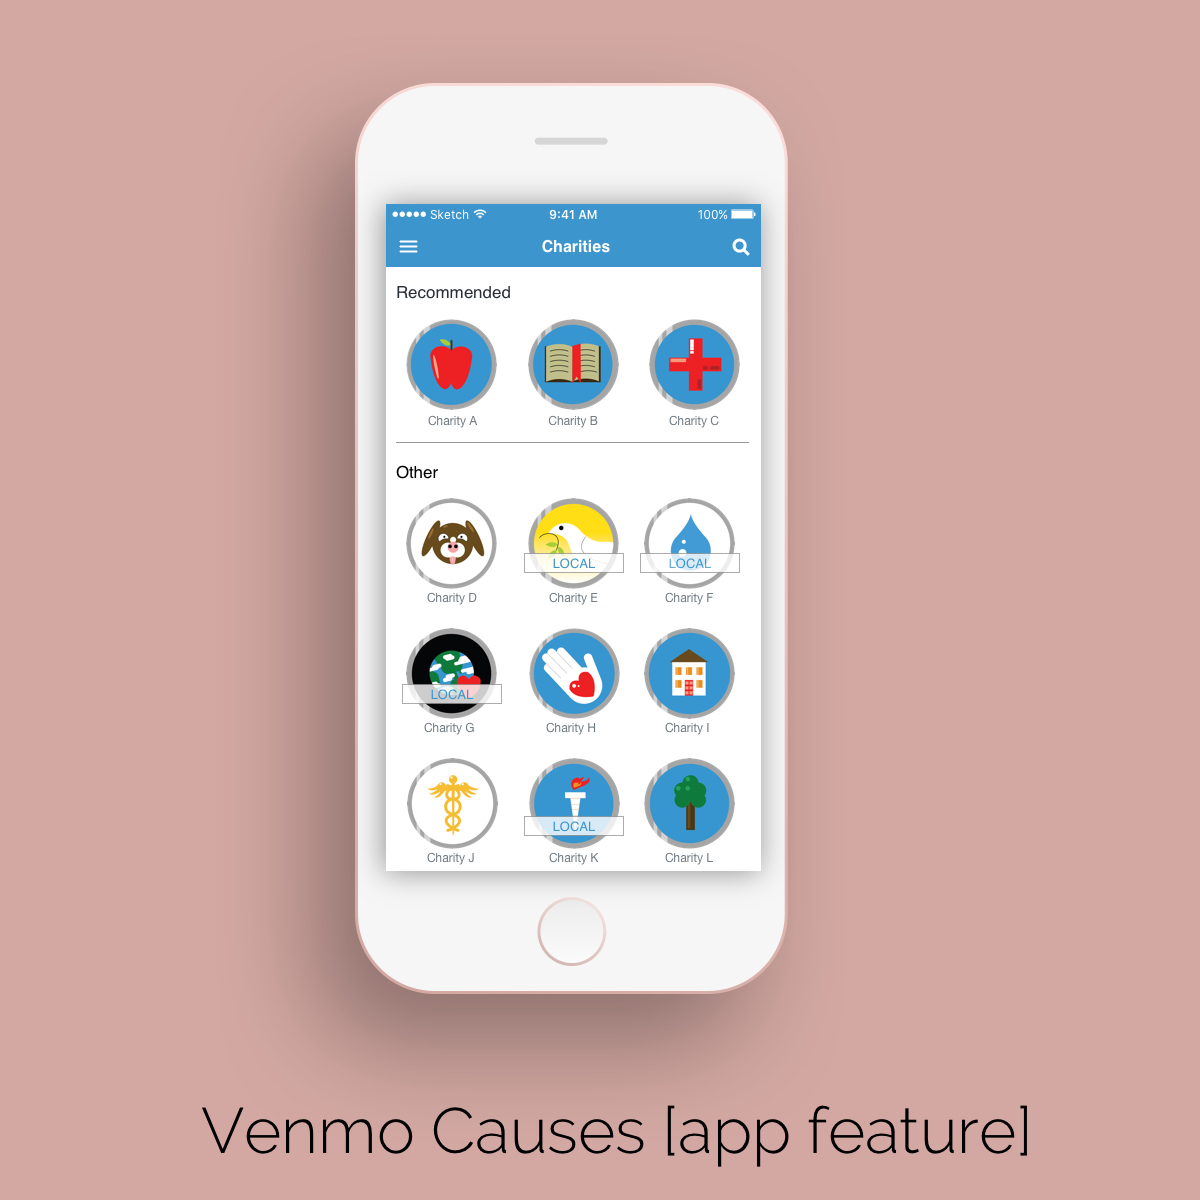 Sketch 9:41 AM 100%
Charities
Recommended
Charity A Charity B Charity C
Other
LOCAL LOCAL
Charity D Charity E Charity F
LOCAL
Charity G Charity H Charity I
LOCAL
Charity J Charity K Charity L
Venmo Causes [app feature]